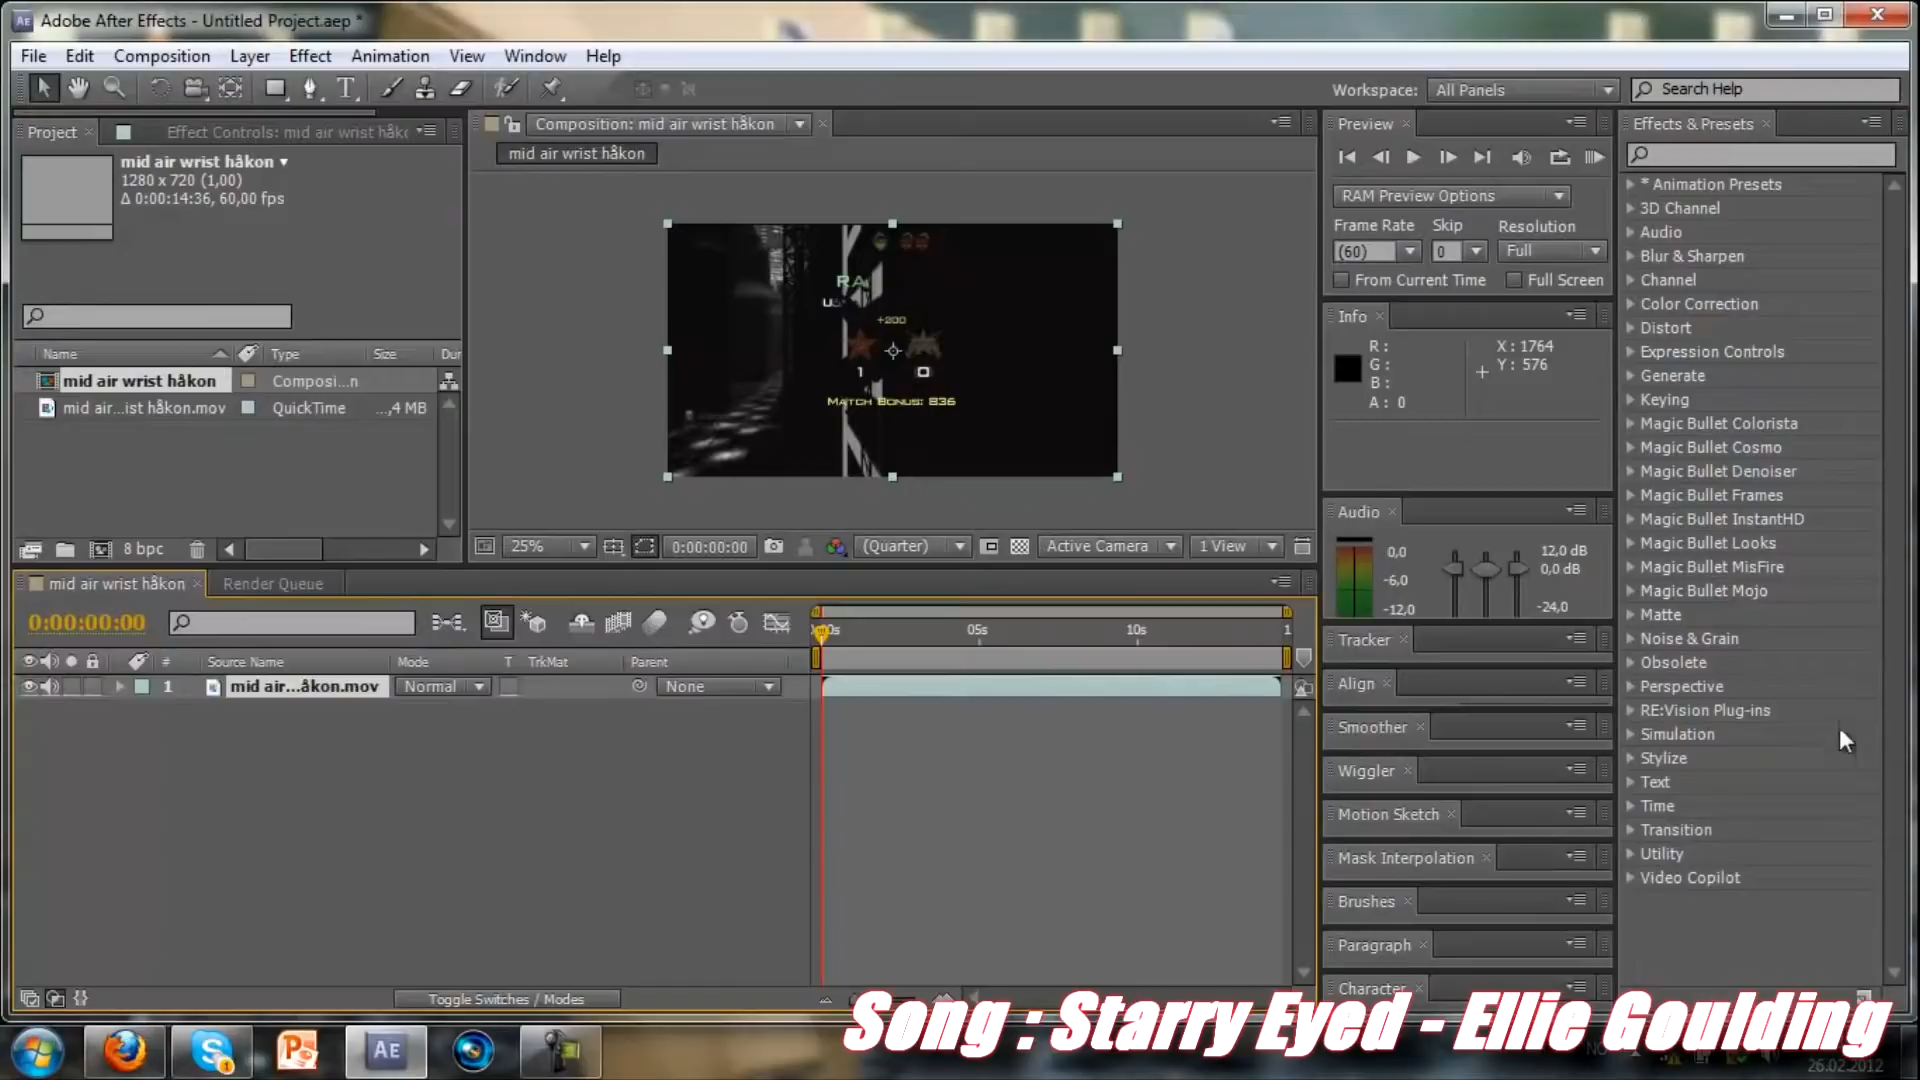 Adobe After Effects - Untitled Project.aep *
File Edit Composition Layer Effect Animation View Window Help
Workspace: All Panels Search Help
Project Effect Controls: mid air wrist håkc
mid air wrist håkon
1280 x 720 (1,00)
Δ 0:00:14:36, 60,00 fps
Name Type Size Dur
mid air wrist håkon Composi...n
mid air...ist håkon.mov QuickTime ...,4 MB
8 bpc
Composition: mid air wrist håkon
mid air wrist håkon
RA
+200
1 0
Match Bonus: 836
25% 0:00:00:00 (Quarter) Active Camera 1 View
Preview
RAM Preview Options
Frame Rate Skip Resolution
(60) 0 Full
From Current Time Full Screen
Info
R: X: 1764
G: Y: 576
B:
A: 0
Audio
0,0 12,0 dB
-6,0 0,0 dB
-12,0 -24,0
Tracker
Align
Smoother
Wiggler
Motion Sketch
Mask Interpolation
Brushes
Paragraph
Character
Effects & Presets
* Animation Presets
3D Channel
Audio
Blur & Sharpen
Channel
Color Correction
Distort
Expression Controls
Generate
Keying
Magic Bullet Colorista
Magic Bullet Cosmo
Magic Bullet Denoiser
Magic Bullet Frames
Magic Bullet InstantHD
Magic Bullet Looks
Magic Bullet MisFire
Magic Bullet Mojo
Matte
Noise & Grain
Obsolete
Perspective
RE:Vision Plug-ins
Simulation
Stylize
Text
Time
Transition
Utility
Video Copilot
mid air wrist håkon Render Queue
0:00:00:00
05s 10s 1
# Source Name Mode T TrkMat Parent
1 mid air...åkon.mov Normal None
Toggle Switches / Modes
Song : Starry Eyed - Ellie Goulding
26.02.2012